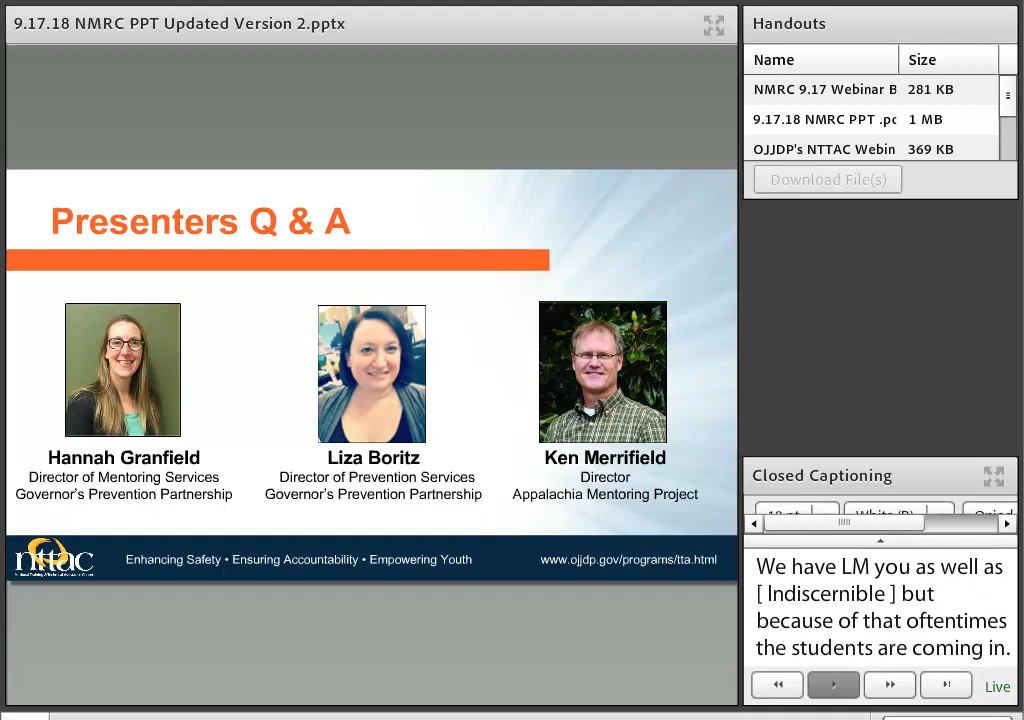 9.17.18 NMRC PPT Updated Version 2.pptx
Presenters Q & A
Hannah Granfield
Director of Mentoring Services
Governor's Prevention Partnership
Liza Boritz
Director of Prevention Services
Governor's Prevention Partnership
Ken Merrifield
Director
Appalachia Mentoring Project
nttac
Enhancing Safety • Ensuring Accountability • Empowering Youth
www.ojjdp.gov/programs/tta.html
Handouts
Name Size
NMRC 9.17 Webinar B 281 KB
9.17.18 NMRC PPT .pc 1 MB
OJJDP's NTTAC Webin 369 KB
Download File(s)
Closed Captioning
We have LM you as well as
[ Indiscernible ] but
because of that oftentimes
the students are coming in.
Live